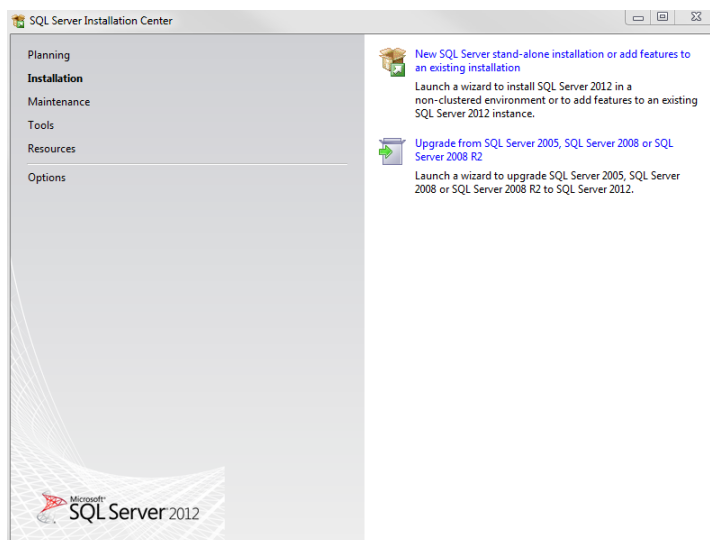 SQL Server Installation Center
Planning
Installation
Maintenance
Tools
Resources
Options
New SQL Server stand-alone installation or add features to
an existing installation
Launch a wizard to install SQL Server 2012 in a
non-clustered environment or to add features to an existing
SQL Server 2012 instance.
Upgrade from SQL Server 2005, SQL Server 2008 or SQL
Server 2008 R2
Launch a wizard to upgrade SQL Server 2005, SQL Server
2008 or SQL Server 2008 R2 to SQL Server 2012.
Microsoft®
SQL Server 2012